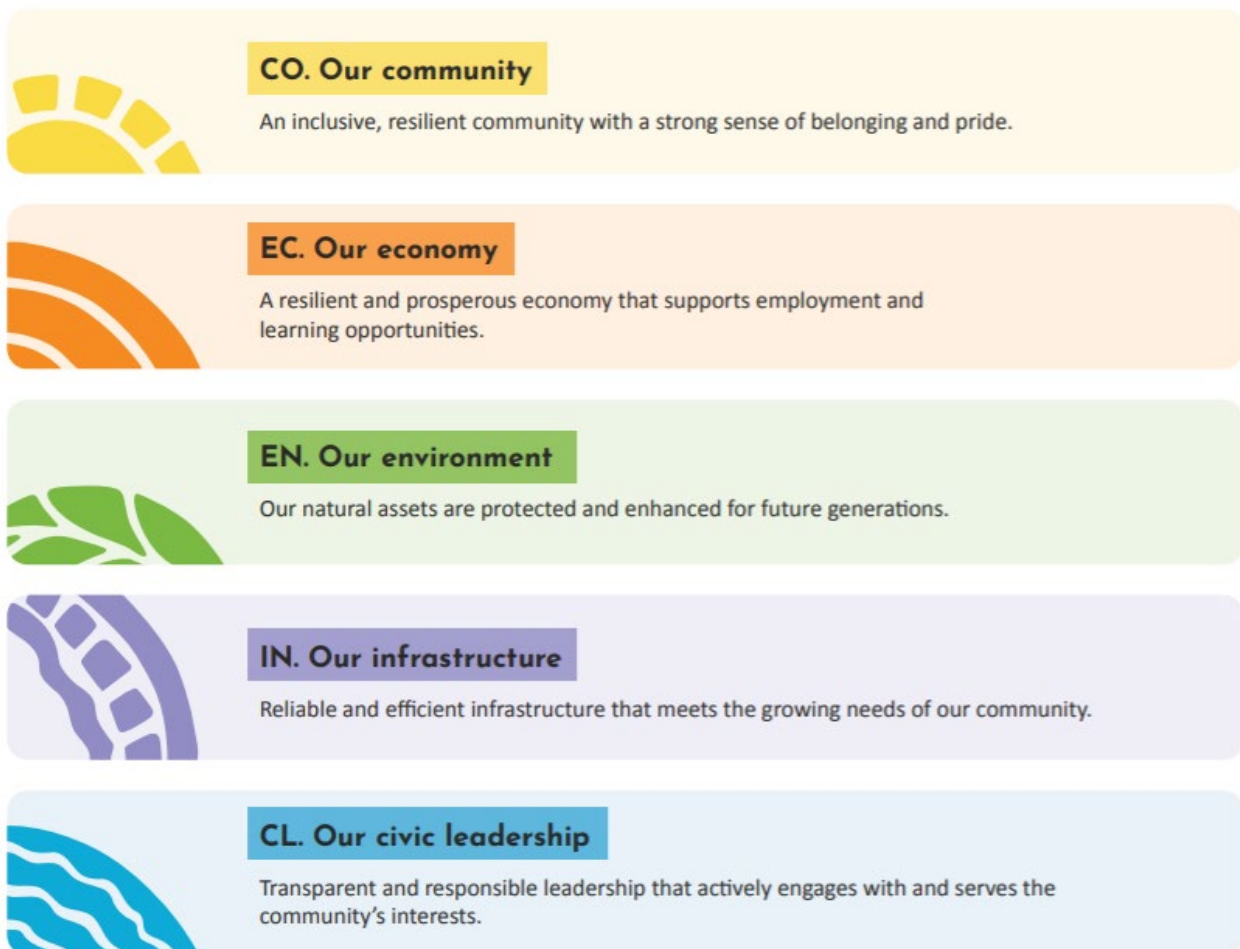 CO. Our community
An inclusive, resilient community with a strong sense of belonging and pride.
EC. Our economy
A resilient and prosperous economy that supports employment and
learning opportunities.
EN. Our environment
Our natural assets are protected and enhanced for future generations.
IN. Our infrastructure
Reliable and efficient infrastructure that meets the growing needs of our community.
CL. Our civic leadership
Transparent and responsible leadership that actively engages with and serves the
community’s interests.